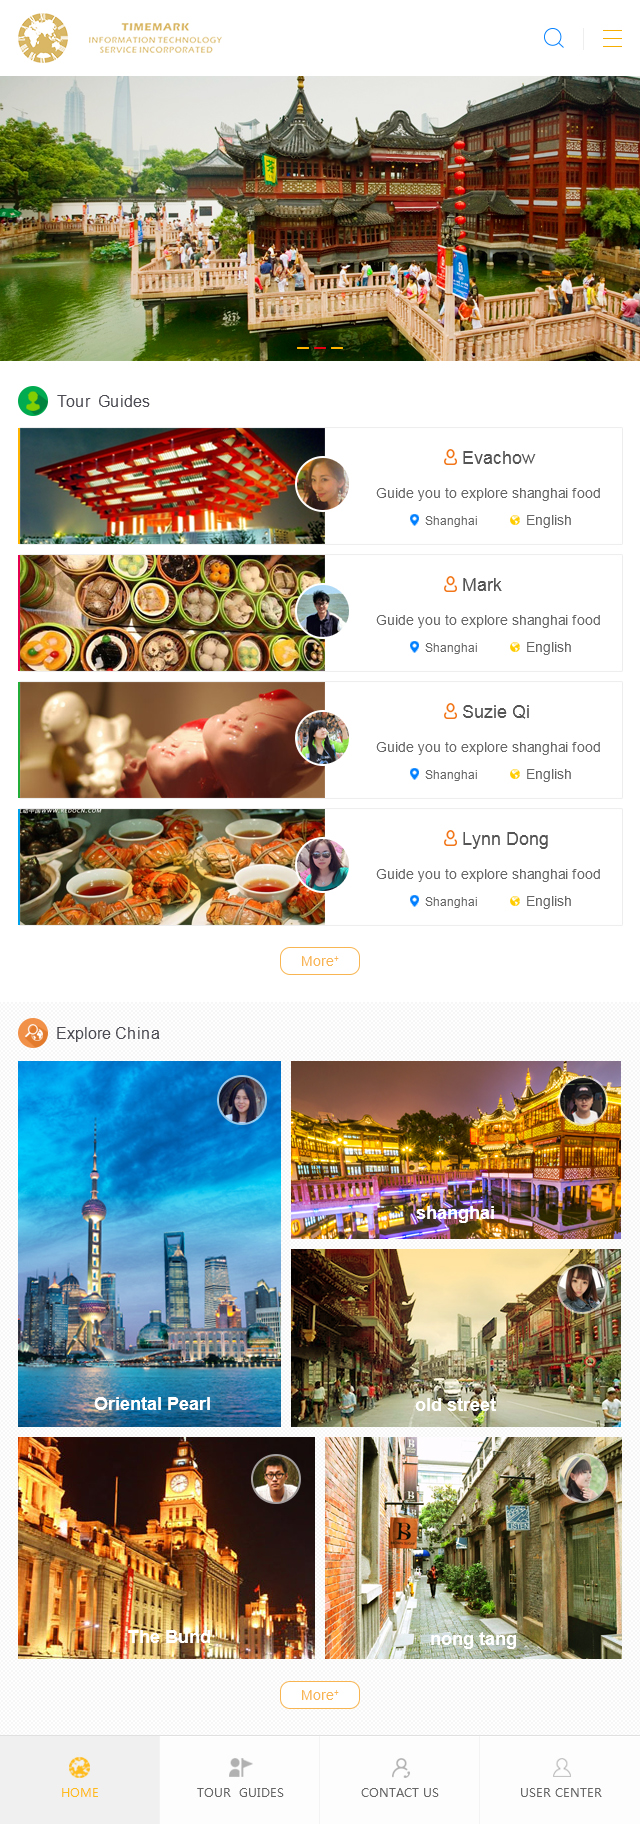 TIMEMARK
INFORMATION TECHNOLOGY
SERVICE INCORPORATED
Tour Guides
Evachow
Guide you to explore shanghai food
Shanghai English
Mark
Guide you to explore shanghai food
Shanghai English
Suzie Qi
Guide you to explore shanghai food
Shanghai English
Lynn Dong
Guide you to explore shanghai food
Shanghai English
More+
Explore China
shanghai
Oriental Pearl
old street
B
B
LISTEN
The Bund
nong tang
More+
HOME
TOUR GUIDES
CONTACT US
USER CENTER